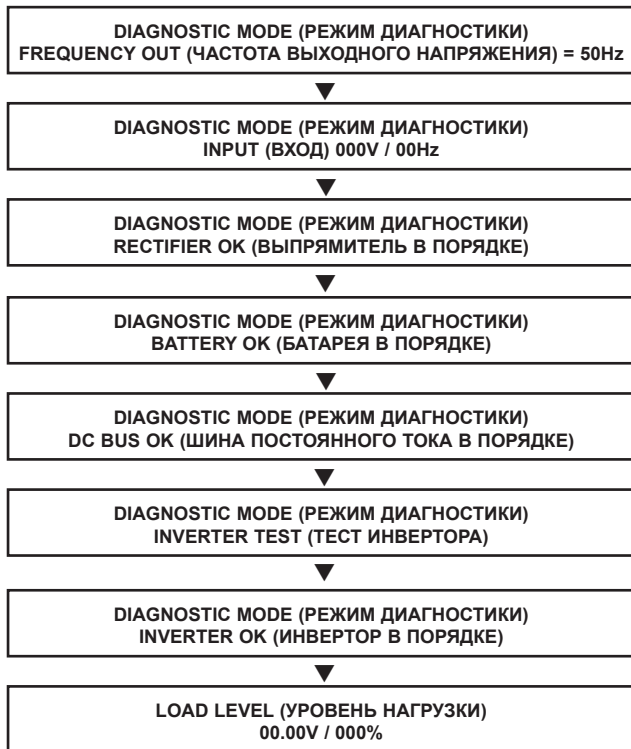 DIAGNOSTIC MODE (РЕЖИМ ДИАГНОСТИКИ)
FREQUENCY OUT (ЧАСТОТА ВЫХОДНОГО НАПРЯЖЕНИЯ) = 50Hz
DIAGNOSTIC MODE (РЕЖИМ ДИАГНОСТИКИ)
INPUT (ВХОД) 000V / 00Hz
DIAGNOSTIC MODE (РЕЖИМ ДИАГНОСТИКИ)
RECTIFIER OK (ВЫПРЯМИТЕЛЬ В ПОРЯДКЕ)
DIAGNOSTIC MODE (РЕЖИМ ДИАГНОСТИКИ)
BATTERY OK (БАТАРЕЯ В ПОРЯДКЕ)
DIAGNOSTIC MODE (РЕЖИМ ДИАГНОСТИКИ)
DC BUS OK (ШИНА ПОСТОЯННОГО ТОКА В ПОРЯДКЕ)
DIAGNOSTIC MODE (РЕЖИМ ДИАГНОСТИКИ)
INVERTER TEST (ТЕСТ ИНВЕРТОРА)
DIAGNOSTIC MODE (РЕЖИМ ДИАГНОСТИКИ)
INVERTER OK (ИНВЕРТОР В ПОРЯДКЕ)
LOAD LEVEL (УРОВЕНЬ НАГРУЗКИ)
00.00V / 000%